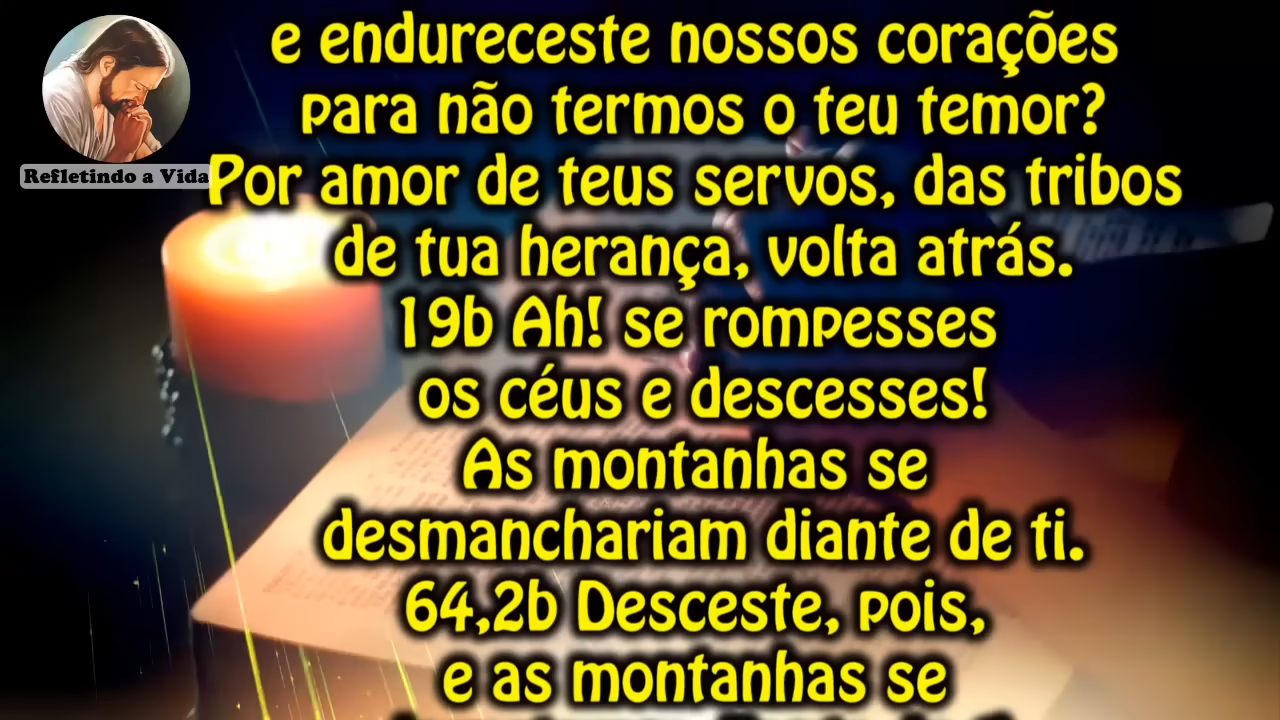 e endureceste nossos corações
para não termos o teu temor?
Refletindo a Vida
Por amor de teus servos, das tribos
de tua herança, volta atrás.
19b Ah! se rompesses
os céus e descesses!
As montanhas se
desmanchariam diante de ti.
64,2b Desceste, pois,
e as montanhas se